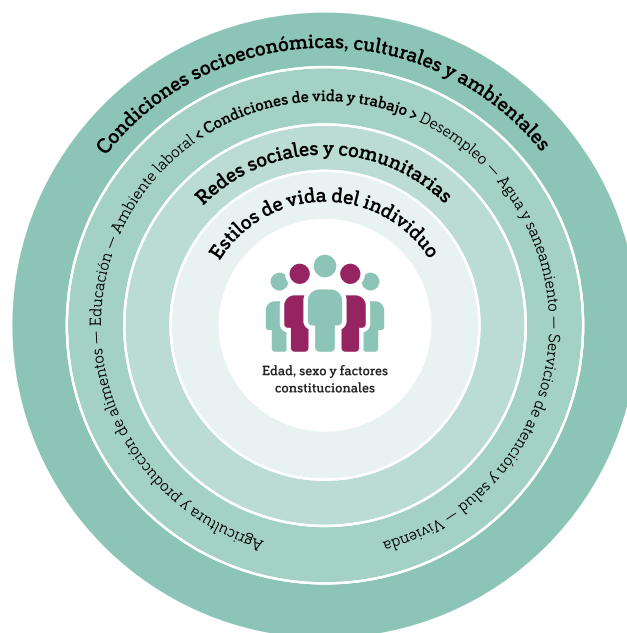 Condiciones socioeconómicas, culturales y ambientales
Agricultura y producción de alimentos — Educación — Ambiente laboral < Condiciones de vida y trabajo > Desempleo — Agua y saneamiento — Servicios de atención y salud — Vivienda
Redes sociales y comunitarias
Estilos de vida del individuo
Edad, sexo y factores
constitucionales